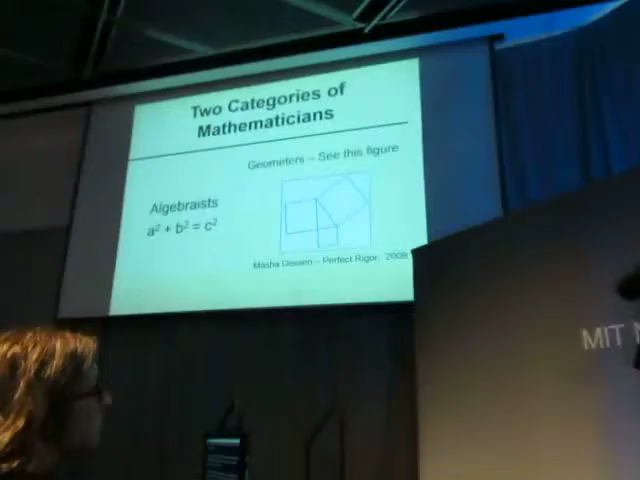 Two Categories of
Mathematicians
Geometers – See this figure
Algebraists
a² + b² = c²
Masha Gessen – Perfect Rigor, 2009
MIT